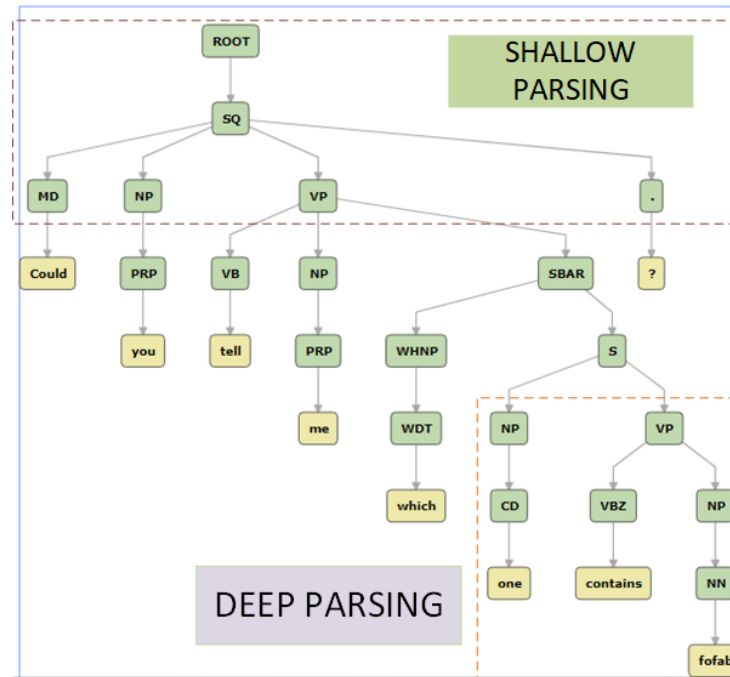 ROOT
SHALLOW
PARSING
SQ
MD NP VP .
Could PRP VB NP SBAR ?
you tell PRP WHNP S
me WDT NP VP
which CD VBZ NP
one contains NN
DEEP PARSING
fofab